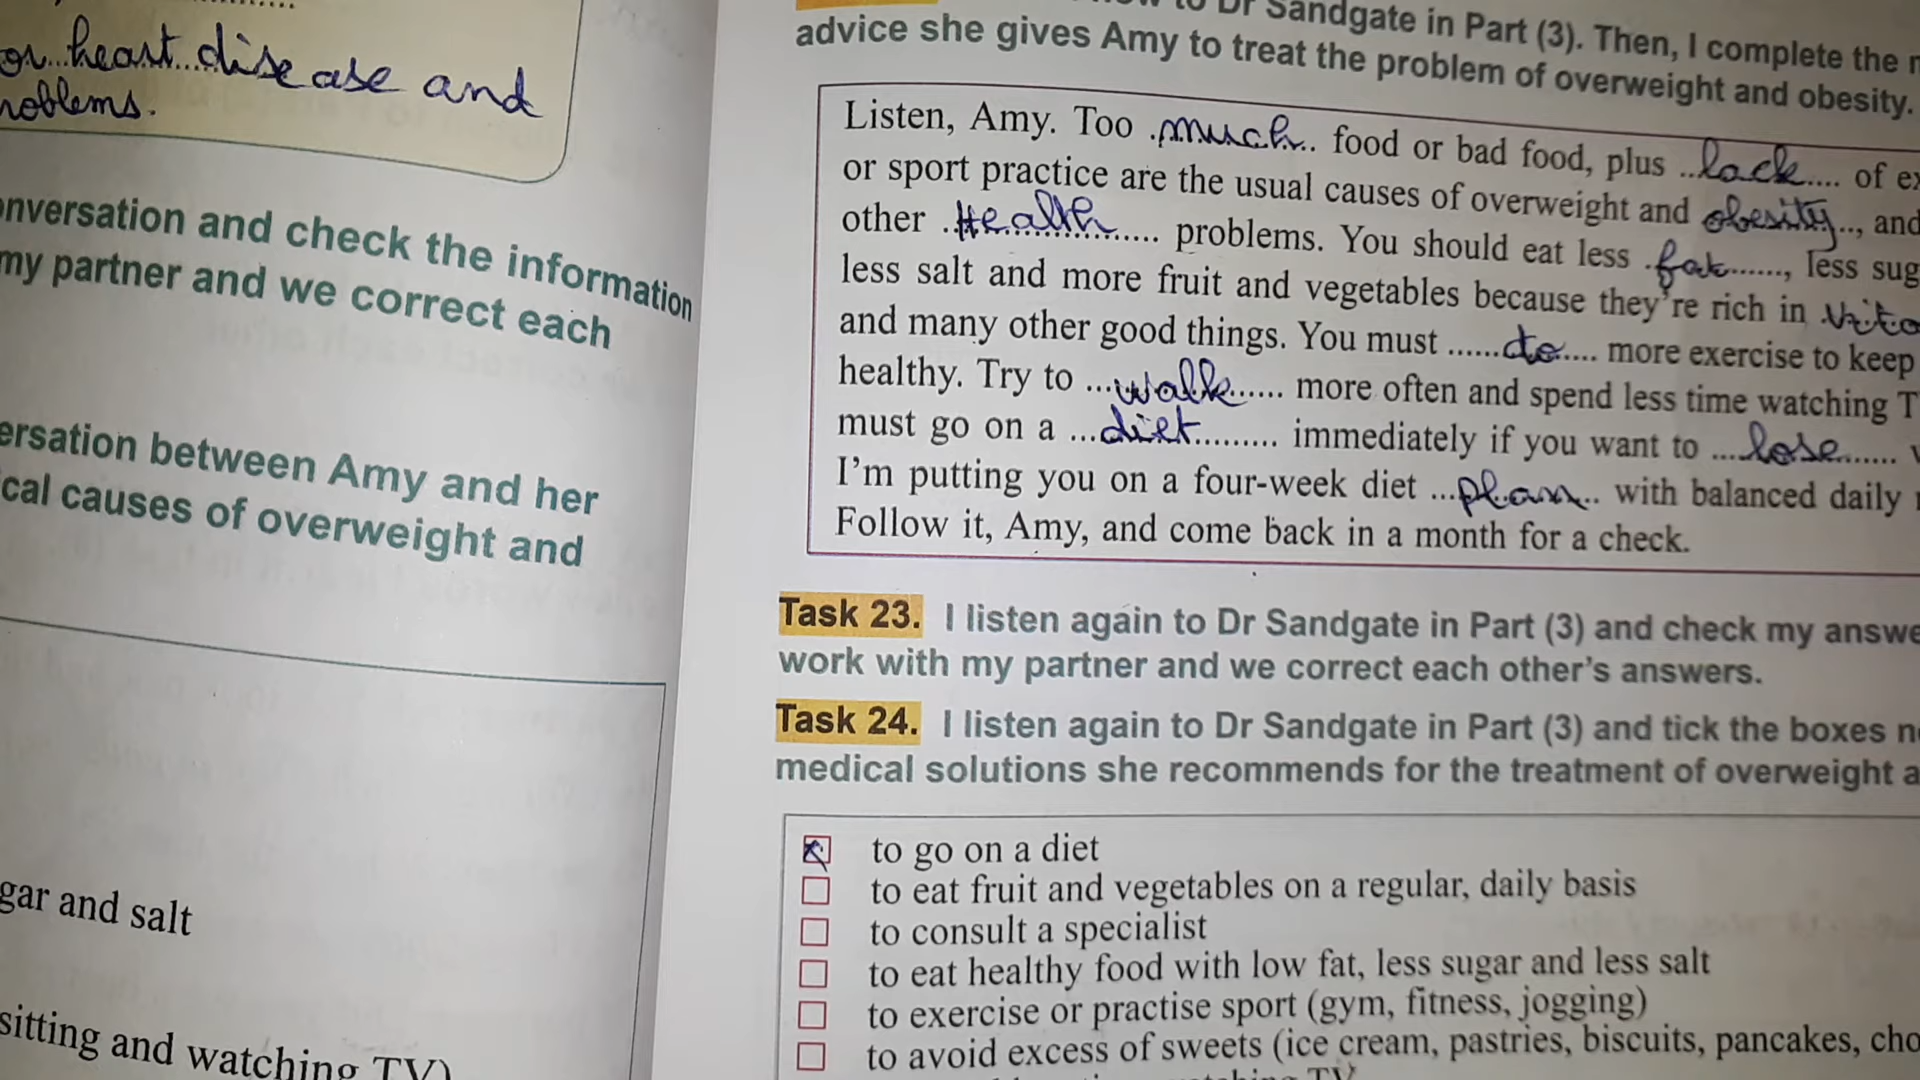 or heart disease and
problems.
onversation and check the information
my partner and we correct each
ersation between Amy and her
cal causes of overweight and
gar and salt
sitting and watching TV)
to Dr Sandgate in Part (3). Then, I complete the
advice she gives Amy to treat the problem of overweight and obesity.
Listen, Amy. Too .much.. food or bad food, plus ..lack.... of ex
or sport practice are the usual causes of overweight and obesity.., and
other .Health............ problems. You should eat less .fat......., less sug
less salt and more fruit and vegetables because they're rich in .vita
and many other good things. You must ......do..... more exercise to keep
healthy. Try to ...walk...... more often and spend less time watching T
must go on a ...diet......... immediately if you want to ....lose.......
I'm putting you on a four-week diet ...plan.. with balanced daily
Follow it, Amy, and come back in a month for a check.
Task 23. I listen again to Dr Sandgate in Part (3) and check my answe
work with my partner and we correct each other's answers.
Task 24. I listen again to Dr Sandgate in Part (3) and tick the boxes n
medical solutions she recommends for the treatment of overweight a
to go on a diet
to eat fruit and vegetables on a regular, daily basis
to consult a specialist
to eat healthy food with low fat, less sugar and less salt
to exercise or practise sport (gym, fitness, jogging)
to avoid excess of sweets (ice cream, pastries, biscuits, pancakes, cho
TV